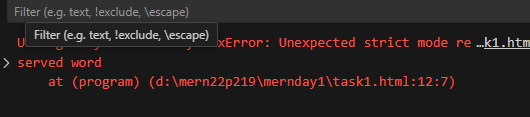 Filter (e.g. text, !exclude, \escape)
Filter (e.g. text, !exclude, \escape)
xError: Unexpected strict mode re …k1.htm
served word
at (program) (d:\mern22p219\mernday1\task1.html:12:7)